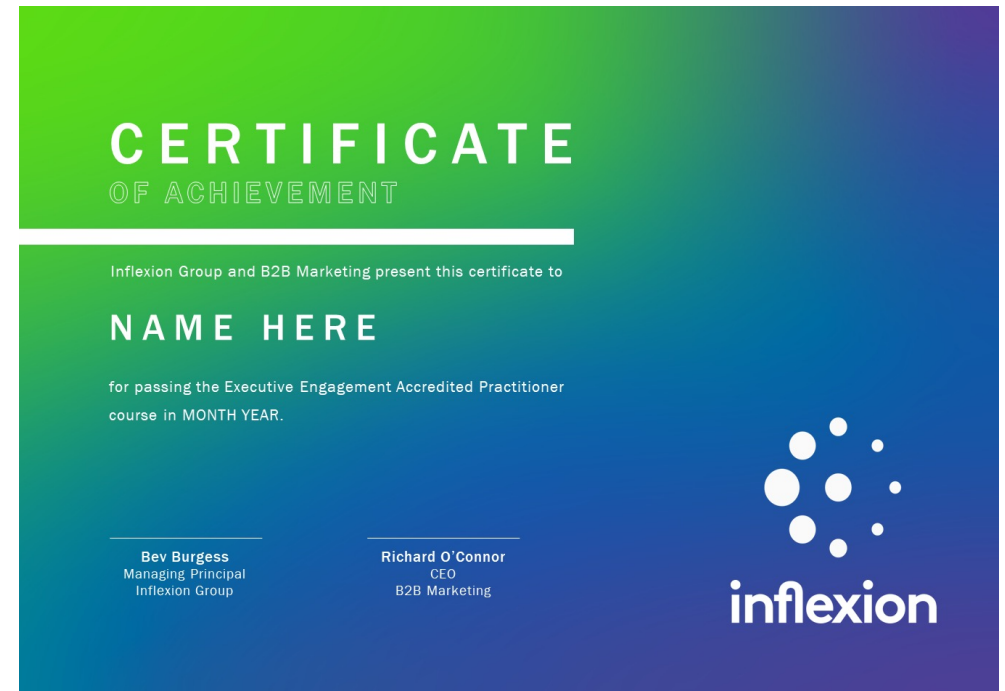 CERTIFICATE
OF ACHIEVEMENT
Inflexion Group and B2B Marketing present this certificate to
NAME HERE
for passing the Executive Engagement Accredited Practitioner
course in MONTH YEAR.
Bev Burgess
Managing Principal
Inflexion Group
Richard O'Connor
CEO
B2B Marketing
inflexion